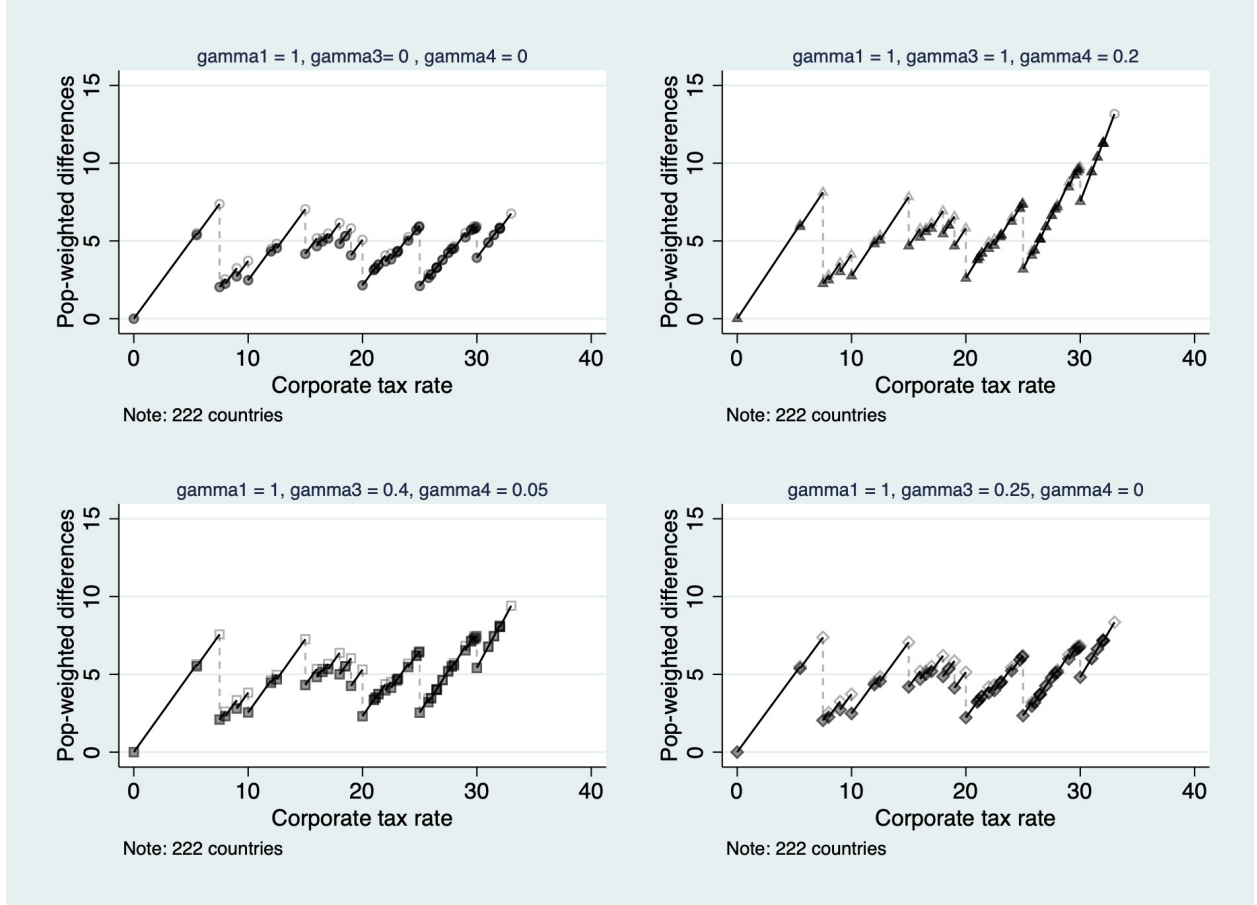 gamma1 = 1, gamma3= 0 , gamma4 = 0
Pop-weighted differences
15
10
5
0
0 10 20 30 40
Corporate tax rate
Note: 222 countries
gamma1 = 1, gamma3 = 1, gamma4 = 0.2
Pop-weighted differences
15
10
5
0
0 10 20 30 40
Corporate tax rate
Note: 222 countries
gamma1 = 1, gamma3 = 0.4, gamma4 = 0.05
Pop-weighted differences
15
10
5
0
0 10 20 30 40
Corporate tax rate
Note: 222 countries
gamma1 = 1, gamma3 = 0.25, gamma4 = 0
Pop-weighted differences
15
10
5
0
0 10 20 30 40
Corporate tax rate
Note: 222 countries